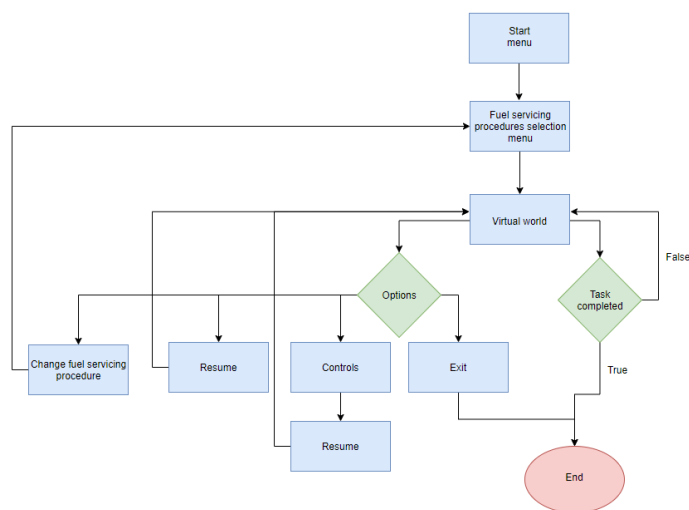 Start
menu
Fuel servicing
procedures selection
menu
Virtual world
False
Options
Task
completed
Change fuel servicing
procedure
Resume
Controls
Exit
True
Resume
End